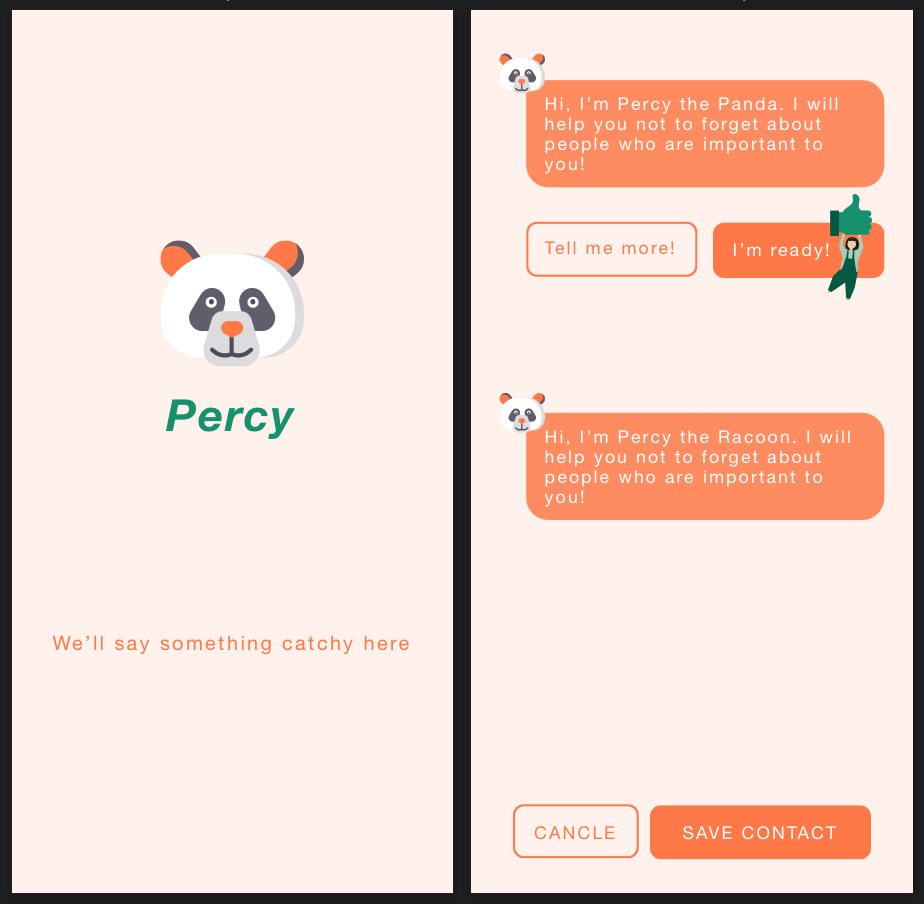 Percy
We'll say something catchy here
Hi, I'm Percy the Panda. I will
help you not to forget about
people who are important to
you!
Tell me more!
I'm ready!
Hi, I'm Percy the Racoon. I will
help you not to forget about
people who are important to
you!
CANCLE
SAVE CONTACT